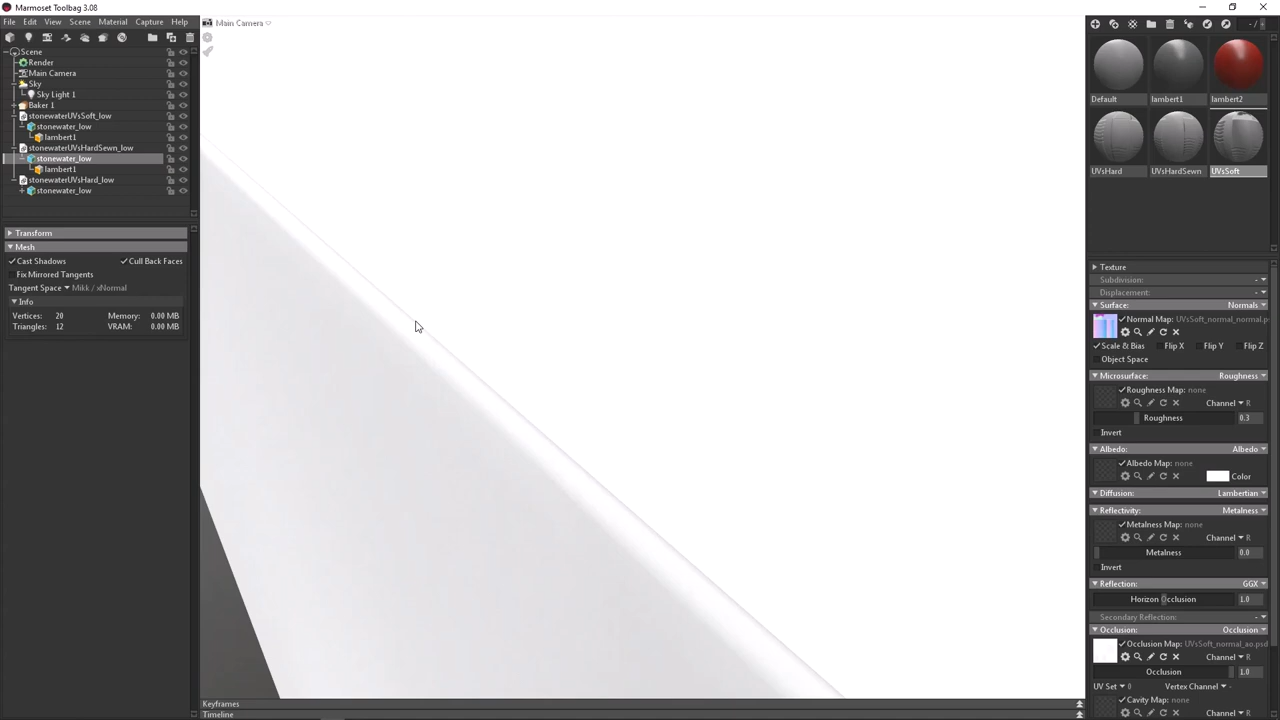 Marmoset Toolbag 3.08
File Edit View Scene Material Capture Help
Main Camera
- /
Scene
Render
Main Camera
Sky
Sky Light 1
Baker 1
stonewaterUVsSoft_low
stonewater_low
lambert1
stonewaterUVsHardSewn_low
stonewater_low
lambert1
stonewaterUVsHard_low
stonewater_low
Transform
Mesh
Cast Shadows Cull Back Faces
Fix Mirrored Tangents
Tangent Space Mikk / xNormal
Info
Vertices: 20 Memory: 0.00 MB
Triangles: 12 VRAM: 0.00 MB
Default lambert1 lambert2
UVsHard UVsHardSewn UVsSoft
Texture
Subdivision: -
Displacement: -
Surface: Normals
Normal Map: UVsSoft_normal_normal.p
Scale & Bias Flip X Flip Y Flip Z
Object Space
Microsurface: Roughness
Roughness Map: none
Channel R
Roughness 0.3
Invert
Albedo: Albedo
Albedo Map: none
Color
Diffusion: Lambertian
Reflectivity: Metalness
Metalness Map: none
Channel R
Metalness 0.0
Invert
Reflection: GGX
Horizon Occlusion 1.0
Secondary Reflection: -
Occlusion: Occlusion
Occlusion Map: UVsSoft_normal_ao.psd
Channel R
Occlusion 1.0
UV Set 0 Vertex Channel -
Cavity Map: none
Channel R
Keyframes
Timeline